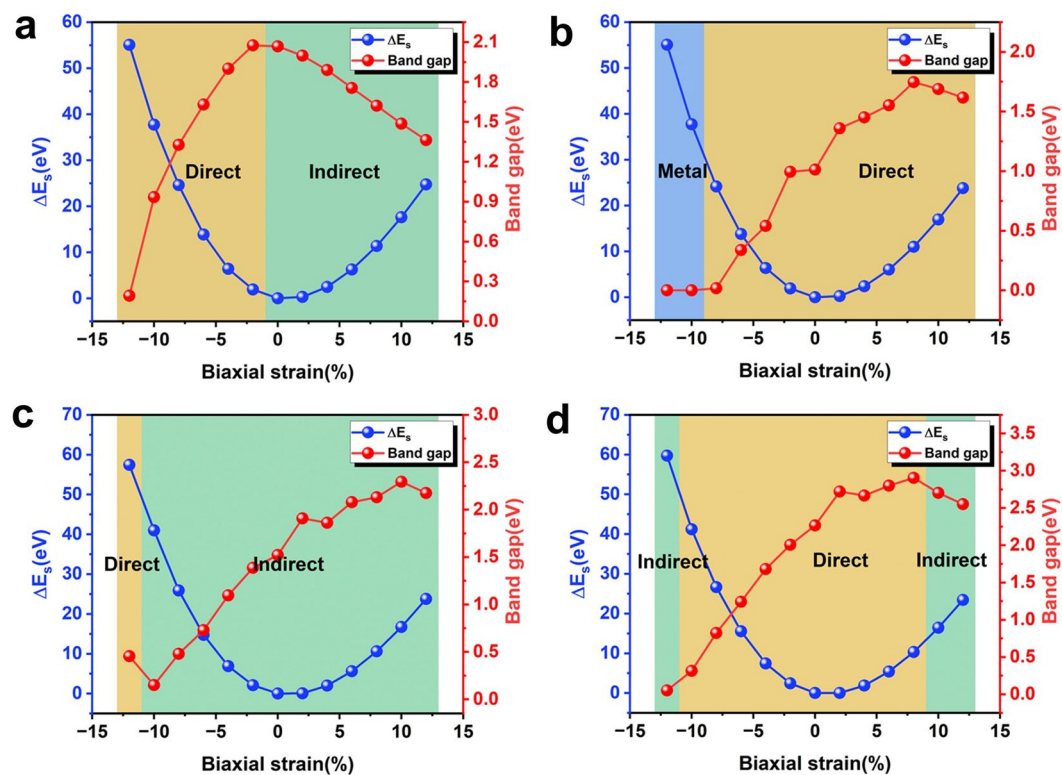 a
60
50
40
30
20
10
0
ΔEs(eV)
2.1
1.8
1.5
1.2
0.9
0.6
0.3
0.0
Band gap(eV)
ΔEs
Band gap
Direct
Indirect
−15 −10 −5 0 5 10 15
Biaxial strain(%)
b
60
50
40
30
20
10
0
ΔEs(eV)
2.0
1.5
1.0
0.5
0.0
Band gap(eV)
ΔEs
Band gap
Metal
Direct
−15 −10 −5 0 5 10 15
Biaxial strain(%)
c
70
60
50
40
30
20
10
0
ΔEs(eV)
3.0
2.5
2.0
1.5
1.0
0.5
0.0
Band gap(eV)
ΔEs
Band gap
Direct
Indirect
−15 −10 −5 0 5 10 15
Biaxial strain(%)
d
70
60
50
40
30
20
10
0
ΔEs(eV)
3.5
3.0
2.5
2.0
1.5
1.0
0.5
0.0
Band gap(eV)
ΔEs
Band gap
Indirect
Direct
Indirect
−15 −10 −5 0 5 10 15
Biaxial strain(%)